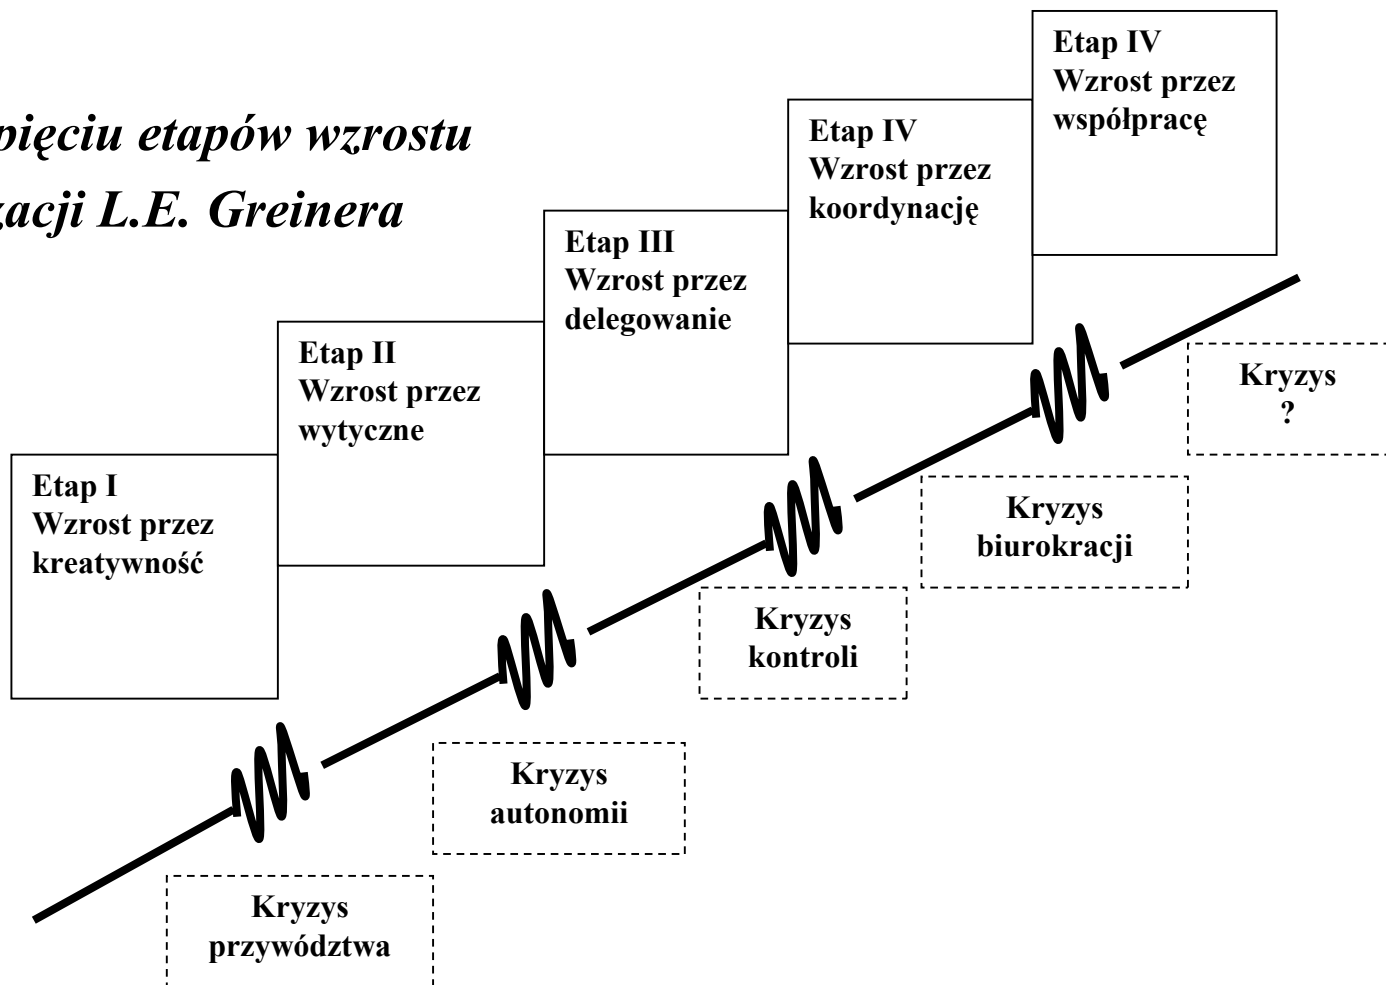 pięciu etapów wzrostu
zacji L.E. Greinera
Etap I
Wzrost przez
kreatywność
Etap II
Wzrost przez
wytyczne
Etap III
Wzrost przez
delegowanie
Etap IV
Wzrost przez
koordynację
Etap IV
Wzrost przez
współpracę
Kryzys
przywództwa
Kryzys
autonomii
Kryzys
kontroli
Kryzys
biurokracji
Kryzys
?